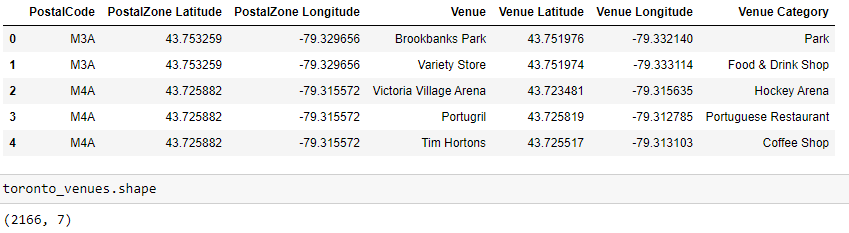 PostalCode PostalZone Latitude PostalZone Longitude Venue Venue Latitude Venue Longitude Venue Category
0 M3A 43.753259 -79.329656 Brookbanks Park 43.751976 -79.332140 Park
1 M3A 43.753259 -79.329656 Variety Store 43.751974 -79.333114 Food & Drink Shop
2 M4A 43.725882 -79.315572 Victoria Village Arena 43.723481 -79.315635 Hockey Arena
3 M4A 43.725882 -79.315572 Portugril 43.725819 -79.312785 Portuguese Restaurant
4 M4A 43.725882 -79.315572 Tim Hortons 43.725517 -79.313103 Coffee Shop
toronto_venues.shape
(2166, 7)